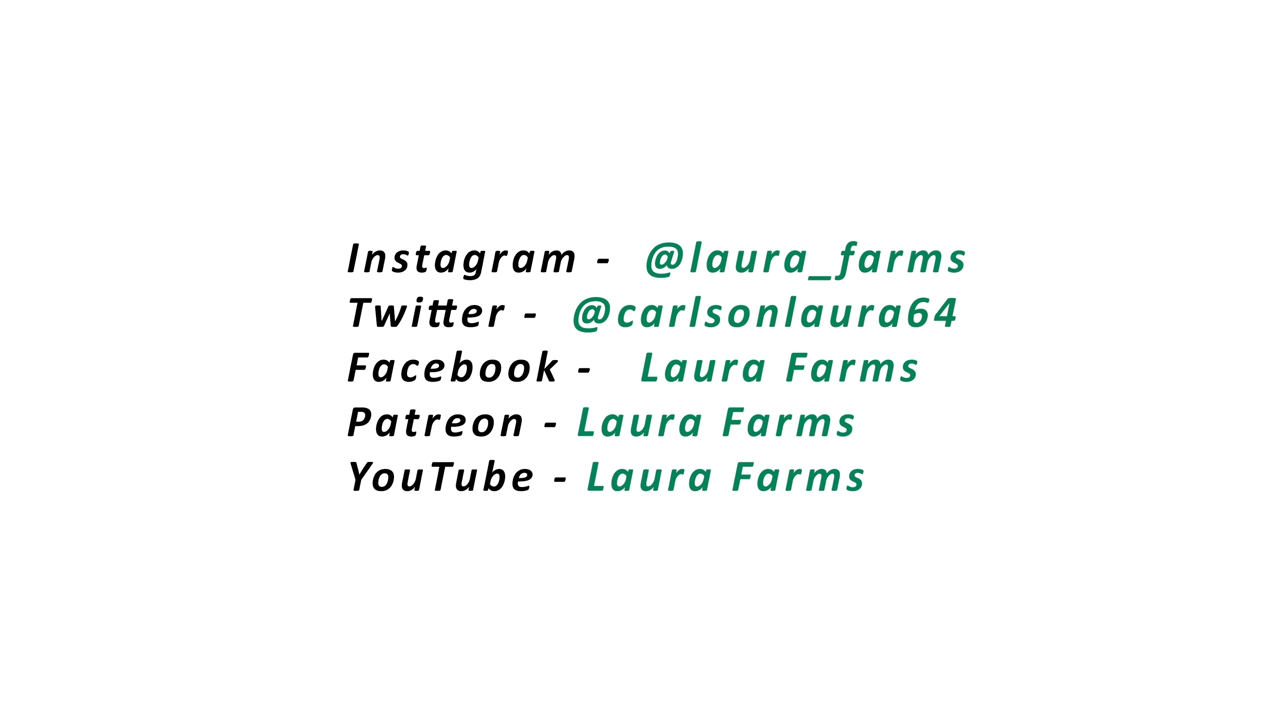 Instagram - @laura_farms
Twitter - @carlsonlaura64
Facebook - Laura Farms
Patreon - Laura Farms
YouTube - Laura Farms